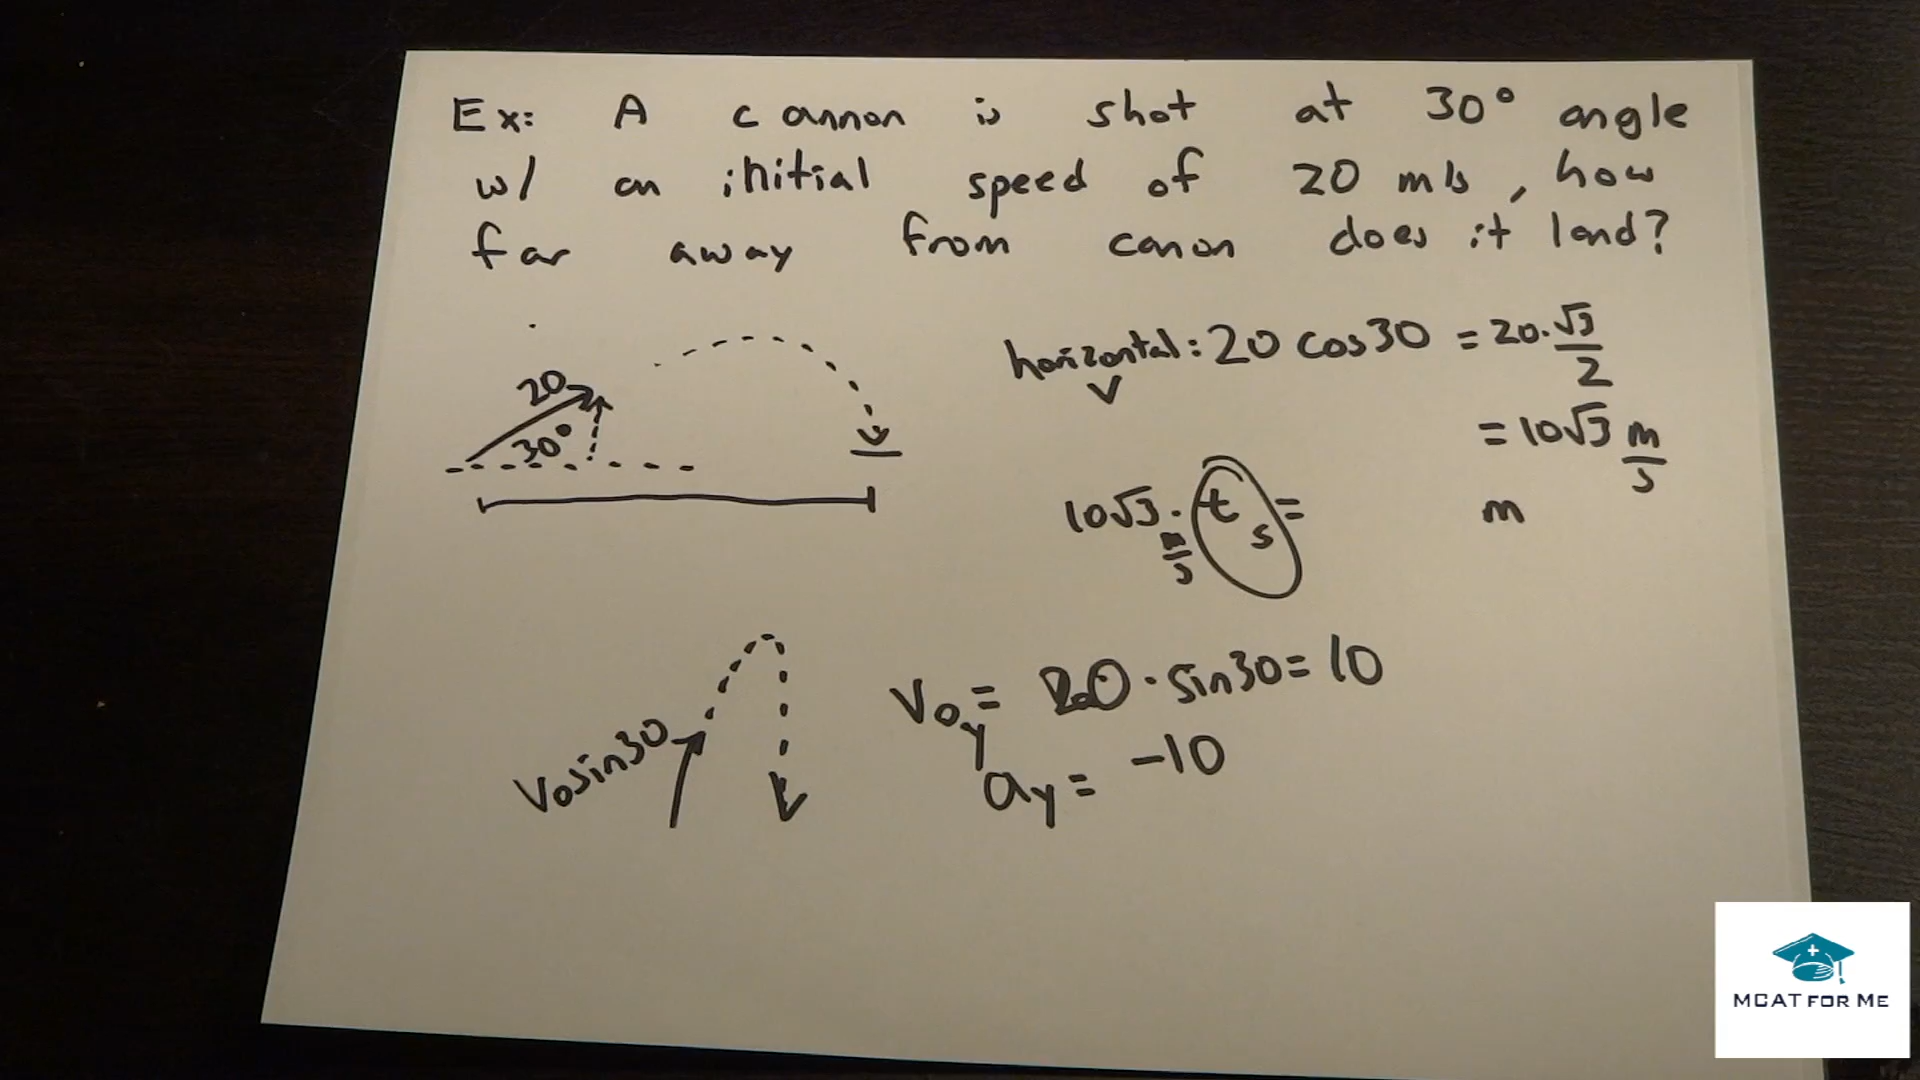 Ex: A cannon is shot at 30° angle
w/ an initial speed of 20 m/s, how
far away from canon does it land?
horizontal: 20 cos30 = 20·√3/2
V
= 10√3 m/s
20
30°
10√3 m/s · t s = m
V₀sin30
V₀y = 20·sin30 = 10
ay = -10
MCAT FOR ME